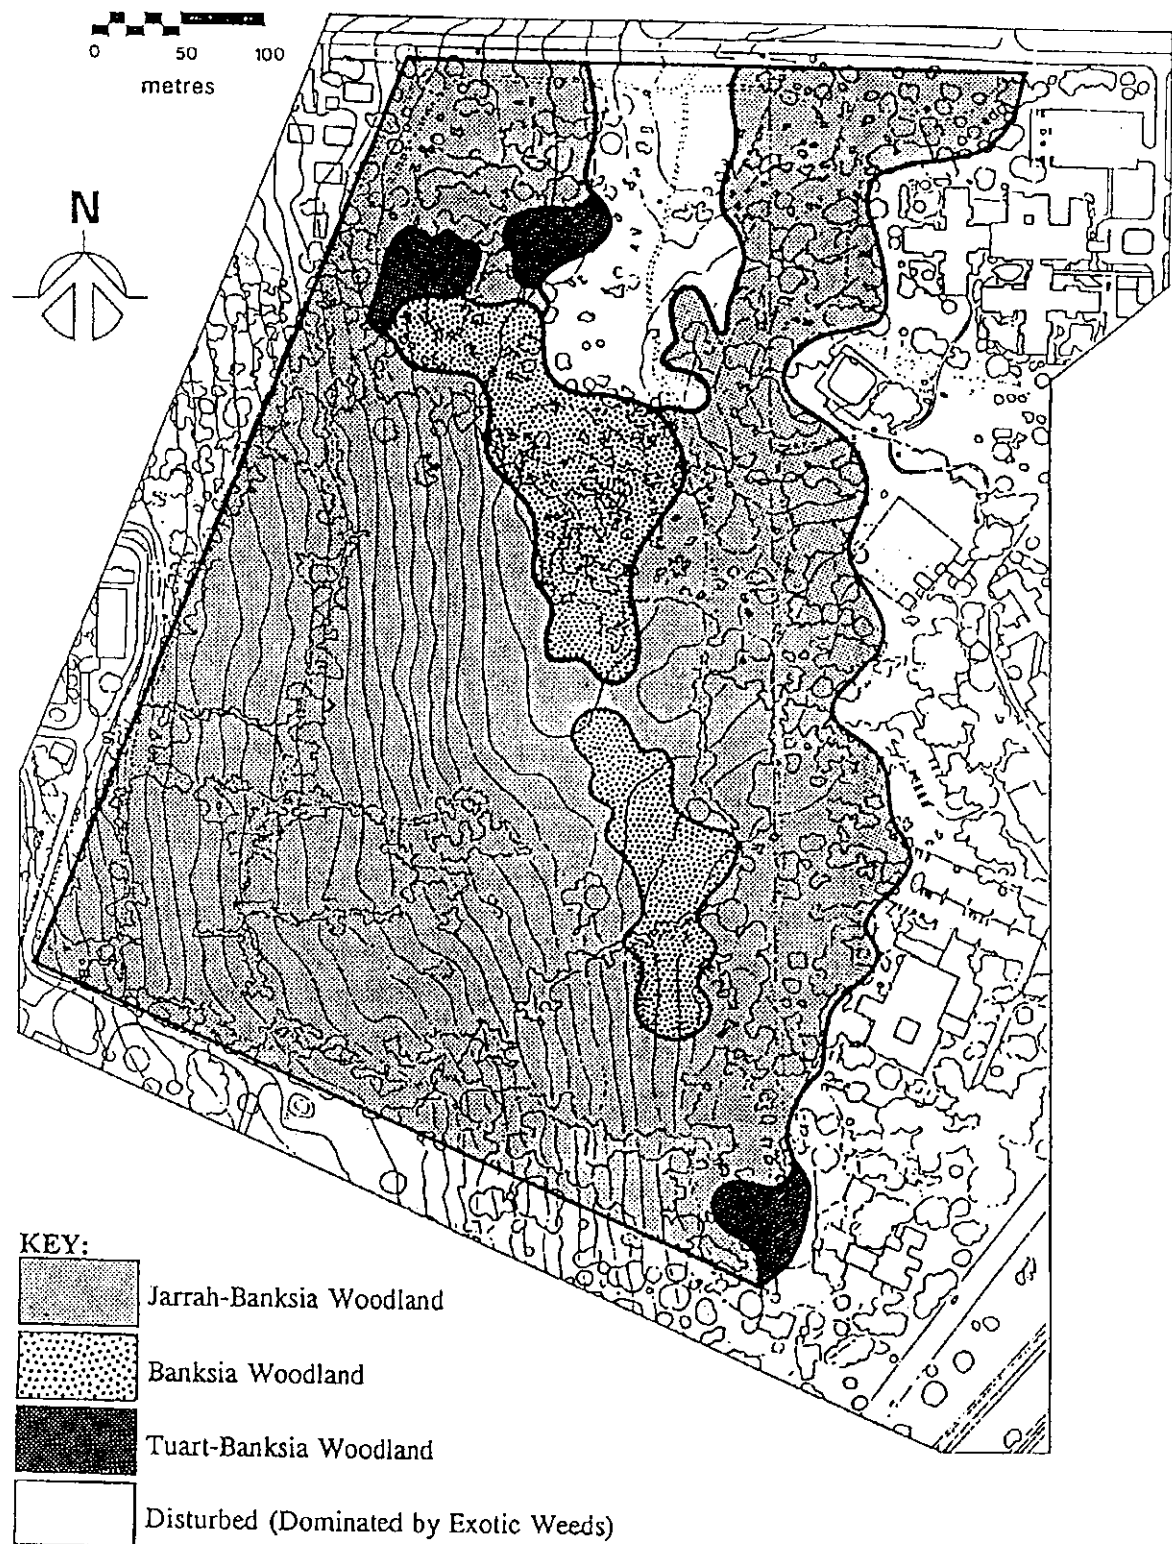 0 50 100
metres
N
KEY:
Jarrah-Banksia Woodland
Banksia Woodland
Tuart-Banksia Woodland
Disturbed (Dominated by Exotic Weeds)